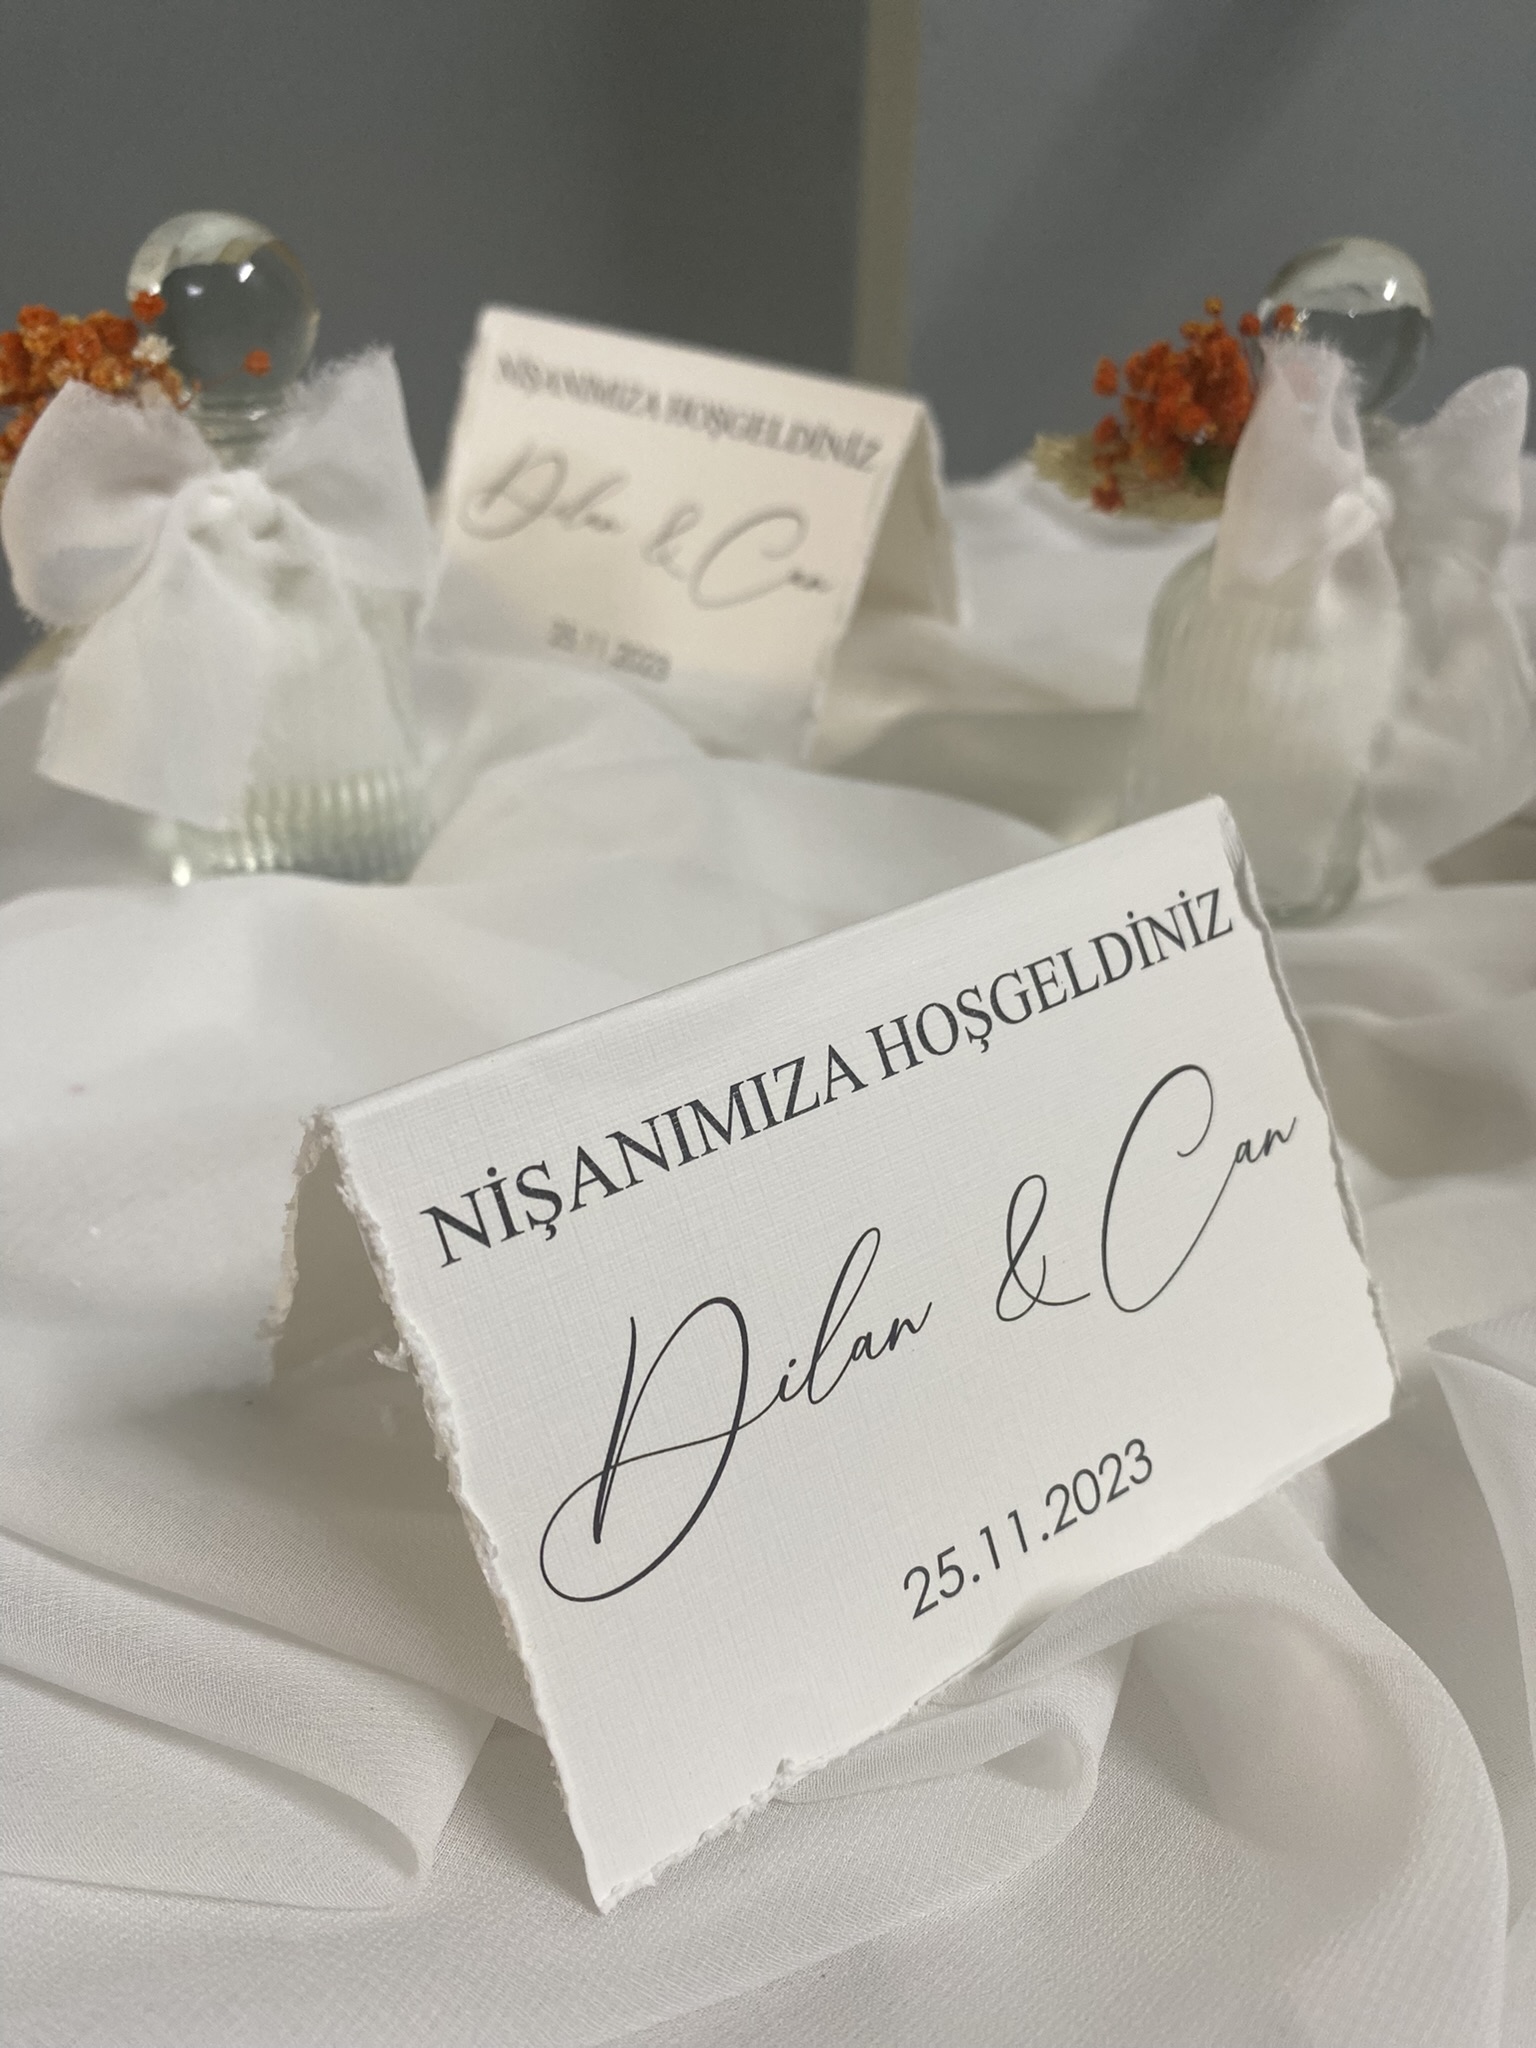 NİŞANIMIZA HOŞGELDİNİZ
Dilan & Can
25.11.2023
NİŞANIMIZA HOŞGELDİNİZ
Dilan & Can
25.11.2023